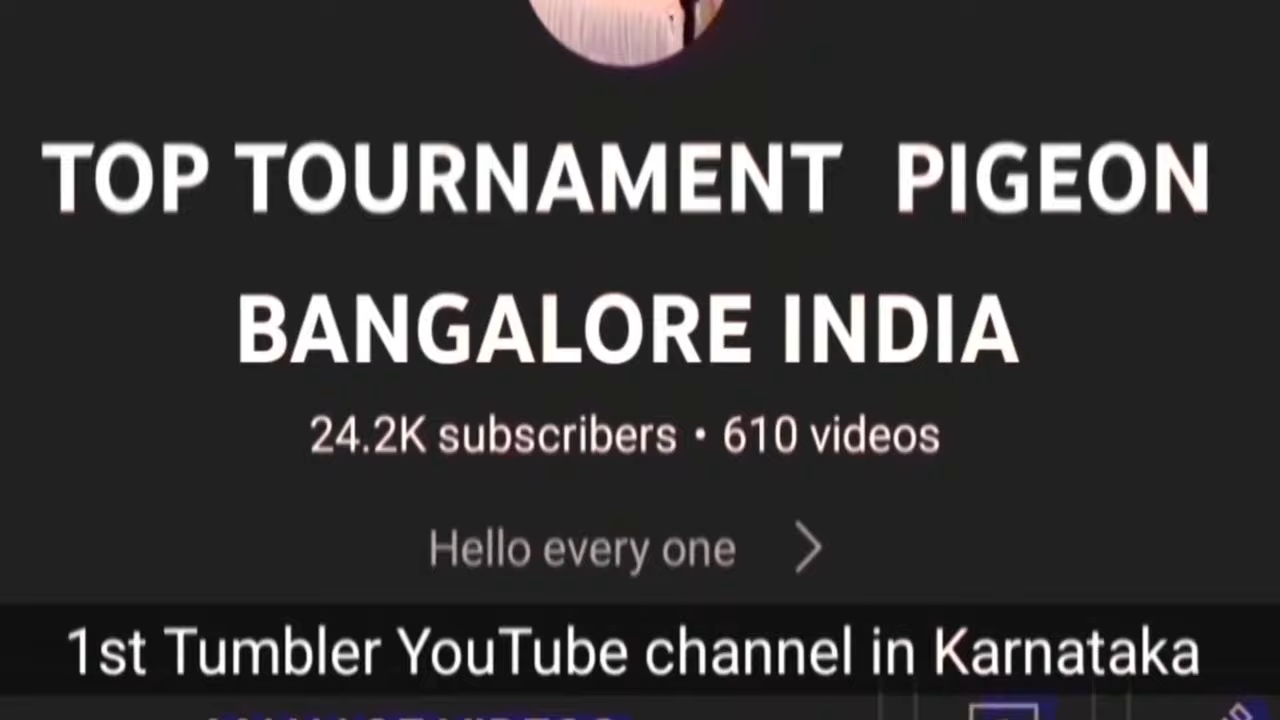 TOP TOURNAMENT PIGEON
BANGALORE INDIA
24.2K subscribers • 610 videos
Hello every one
1st Tumbler YouTube channel in Karnataka